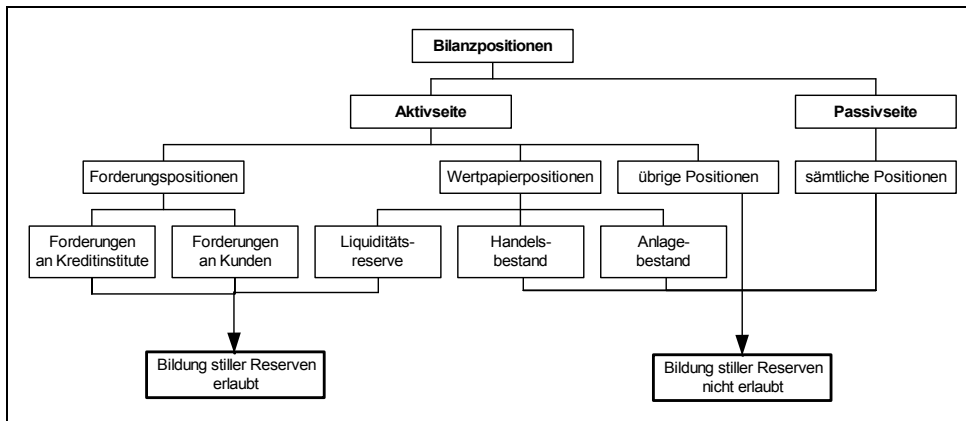 Bilanzpositionen
Aktivseite
Passivseite
Forderungspositionen
Wertpapierpositionen
übrige Positionen
sämtliche Positionen
Forderungen
an Kreditinstitute
Forderungen
an Kunden
Liquiditäts-
reserve
Handels-
bestand
Anlage-
bestand
Bildung stiller Reserven
erlaubt
Bildung stiller Reserven
nicht erlaubt